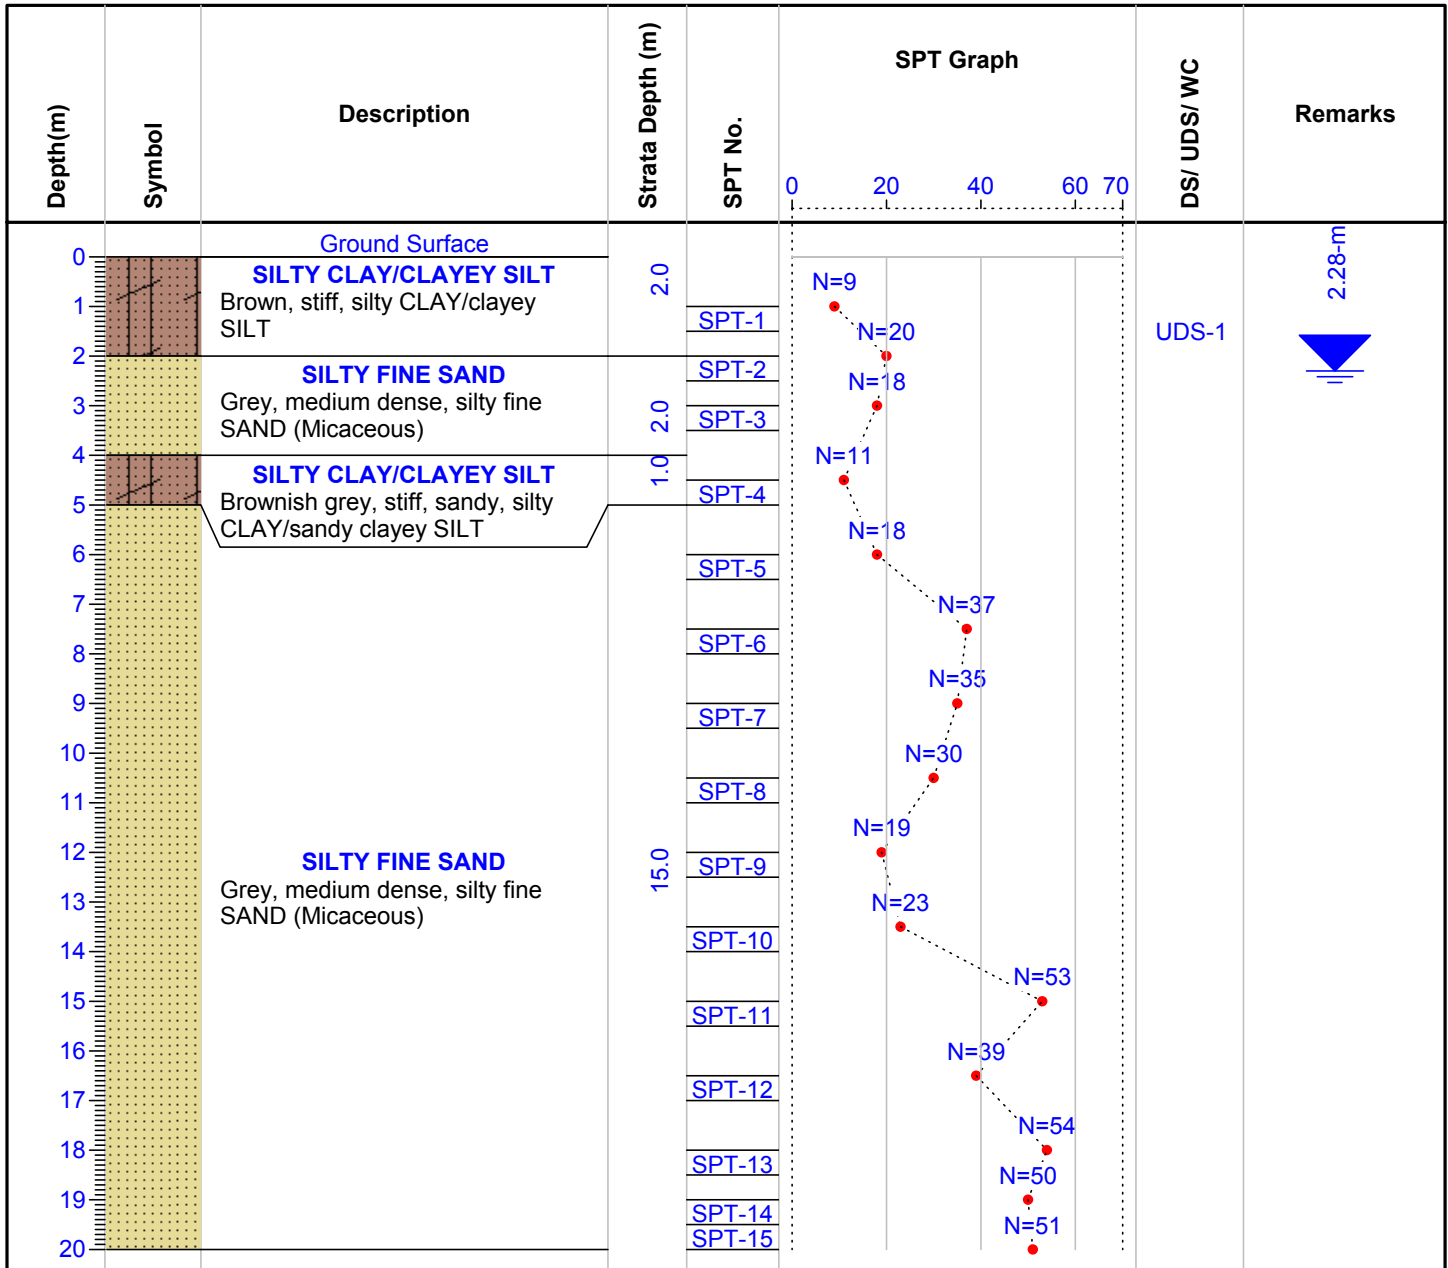 Depth(m)
Symbol
Description
Strata Depth (m)
SPT No.
SPT Graph
0 20 40 60 70
DS/ UDS/ WC
Remarks
0
1
2
3
4
5
6
7
8
9
10
11
12
13
14
15
16
17
18
19
20
Ground Surface
SILTY CLAY/CLAYEY SILT
Brown, stiff, silty CLAY/clayey
SILT
SILTY FINE SAND
Grey, medium dense, silty fine
SAND (Micaceous)
SILTY CLAY/CLAYEY SILT
Brownish grey, stiff, sandy, silty
CLAY/sandy clayey SILT
SILTY FINE SAND
Grey, medium dense, silty fine
SAND (Micaceous)
2.0
2.0
1.0
15.0
SPT-1
SPT-2
SPT-3
SPT-4
SPT-5
SPT-6
SPT-7
SPT-8
SPT-9
SPT-10
SPT-11
SPT-12
SPT-13
SPT-14
SPT-15
N=9
N=20
N=18
N=11
N=18
N=37
N=35
N=30
N=19
N=23
N=53
N=39
N=54
N=50
N=51
UDS-1
2.28-m